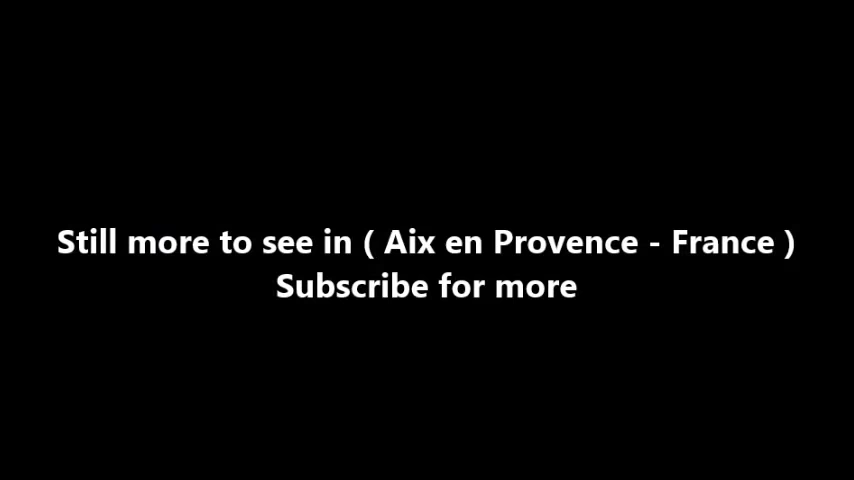 Still more to see in ( Aix en Provence - France )
Subscribe for more